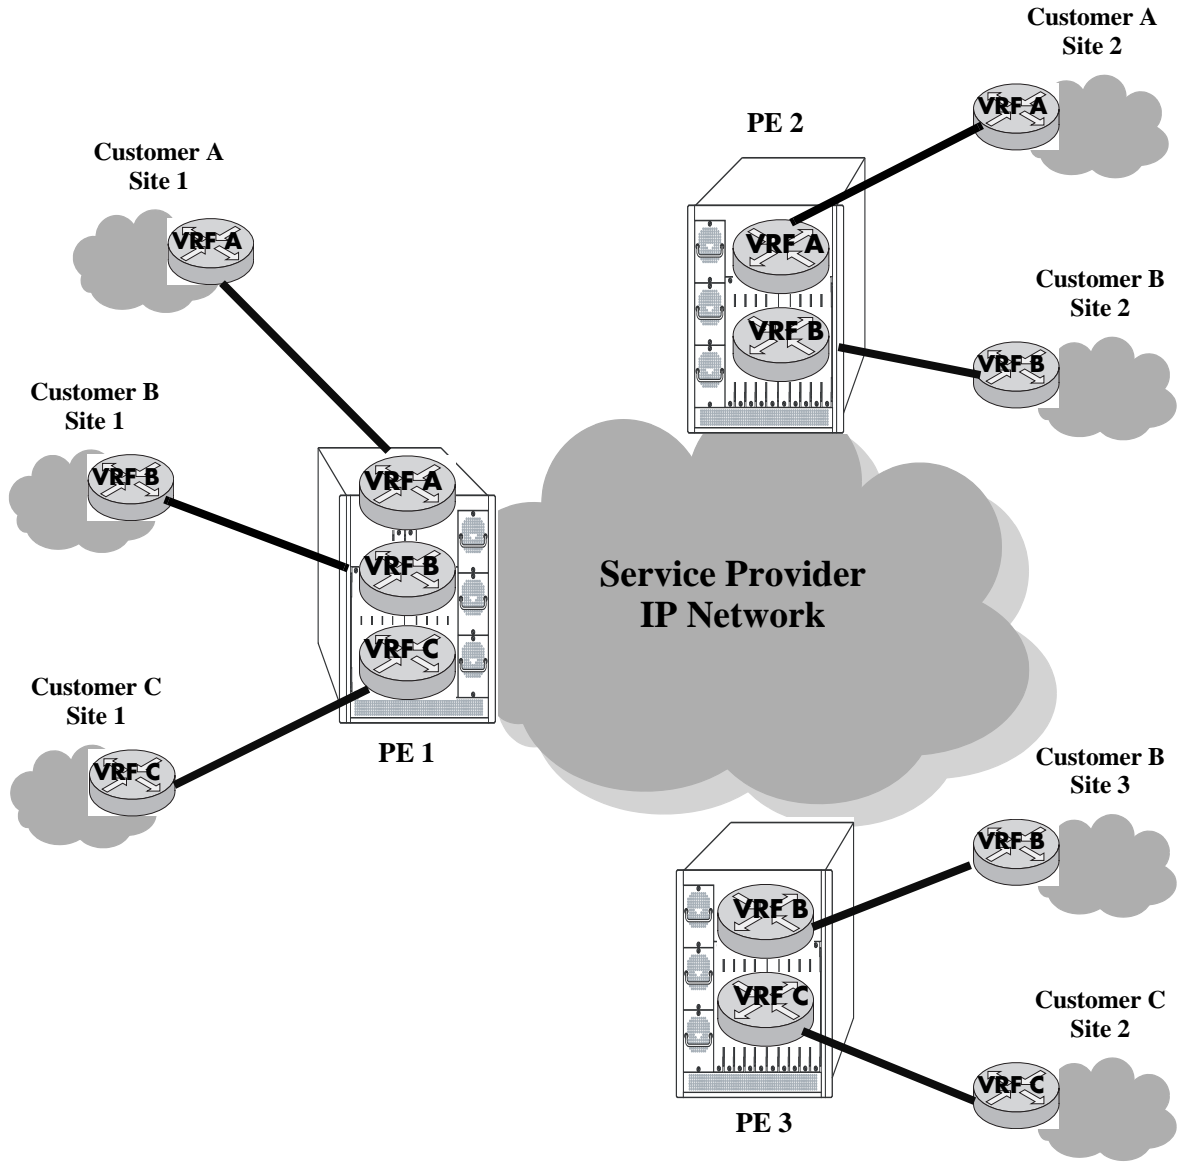 Customer A
Site 2
VRF A
PE 2
Customer A
Site 1
VRF A
VRF A
VRF B
Customer B
Site 2
VRF B
Customer B
Site 1
VRF B
VRF A
VRF B
VRF C
Service Provider
IP Network
Customer C
Site 1
VRF C
PE 1
Customer B
Site 3
VRF B
VRF B
VRF C
Customer C
Site 2
VRF C
PE 3